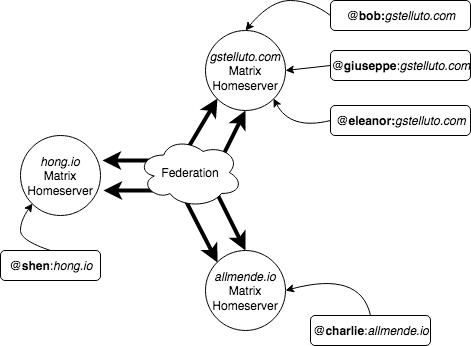 @bob:gstelluto.com
gstelluto.com
Matrix
Homeserver
@giuseppe:gstelluto.com
@eleanor:gstelluto.com
hong.io
Matrix
Homeserver
Federation
@shen:hong.io
allmende.io
Matrix
Homeserver
@charlie:allmende.io